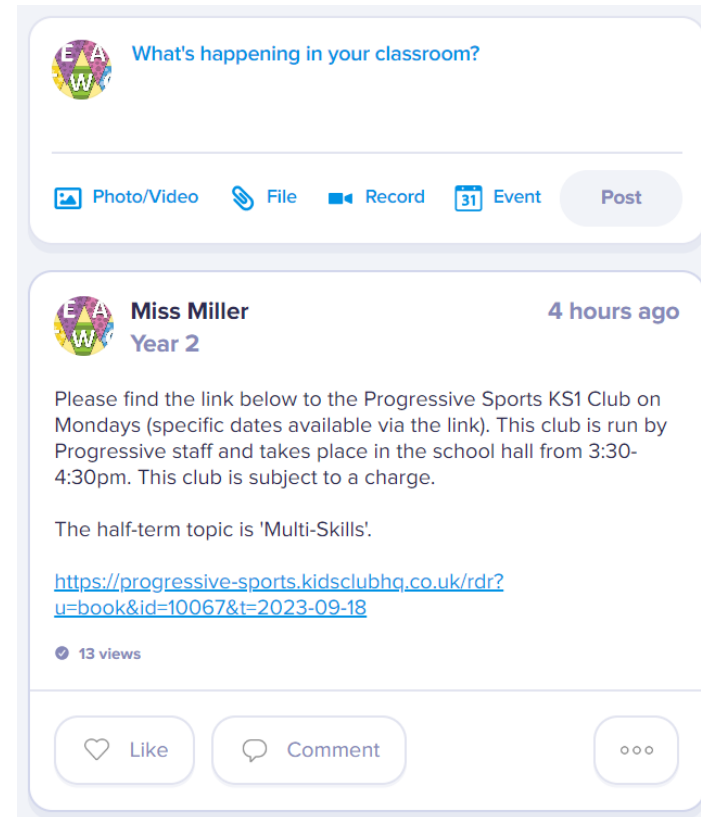 E A
W
What's happening in your classroom?
Photo/Video File Record 31 Event Post
E A
W
Miss Miller 4 hours ago
Year 2
Please find the link below to the Progressive Sports KS1 Club on
Mondays (specific dates available via the link). This club is run by
Progressive staff and takes place in the school hall from 3:30-
4:30pm. This club is subject to a charge.
The half-term topic is 'Multi-Skills'.
https://progressive-sports.kidsclubhq.co.uk/rdr?
u=book&id=10067&t=2023-09-18
13 views
Like Comment